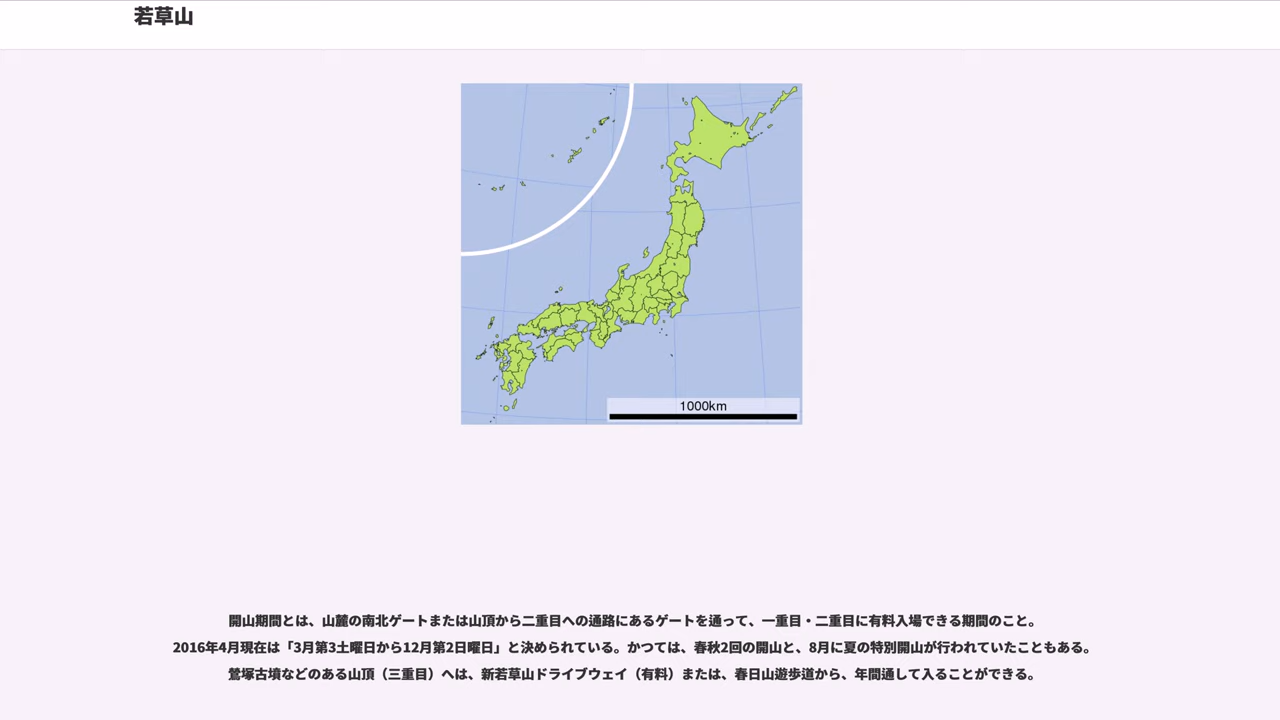 若草山
1000km
開山期間とは、山麓の南北ゲートまたは山頂から二重目への通路にあるゲートを通って、一重目・二重目に有料入場できる期間のこと。
2016年4月現在は「3月第3土曜日から12月第2日曜日」と決められている。かつては、春秋2回の開山と、8月に夏の特別開山が行われていたこともある。
鶯塚古墳などのある山頂（三重目）へは、新若草山ドライブウェイ（有料）または、春日山遊歩道から、年間通して入ることができる。